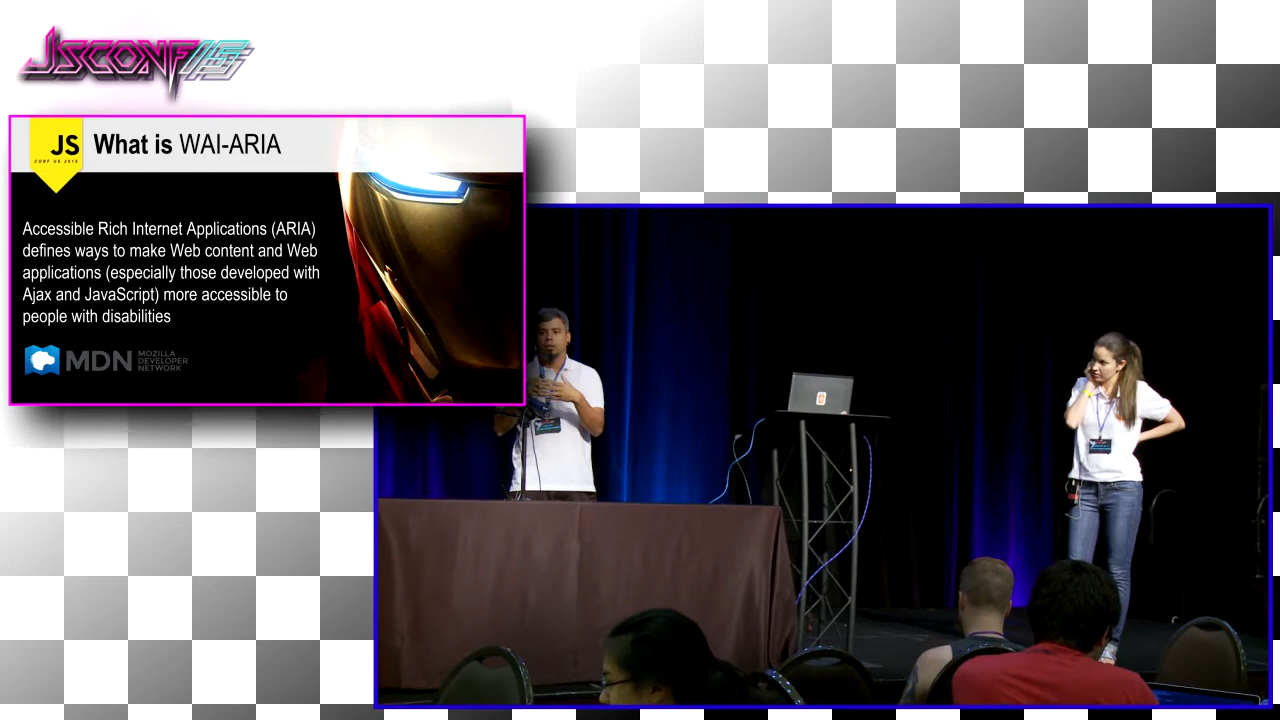 JSCONF15
JS
CONF US 2015
What is WAI-ARIA
Accessible Rich Internet Applications (ARIA)
defines ways to make Web content and Web
applications (especially those developed with
Ajax and JavaScript) more accessible to
people with disabilities
MDN
MOZILLA
DEVELOPER
NETWORK